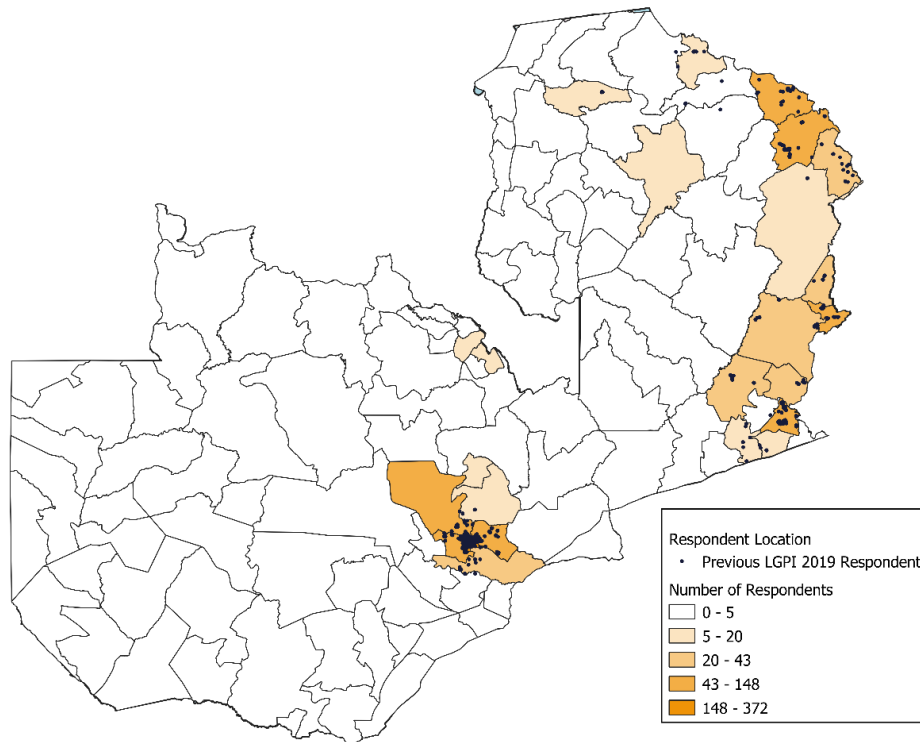 Respondent Location
Previous LGPI 2019 Respondent
Number of Respondents
0 - 5
5 - 20
20 - 43
43 - 148
148 - 372